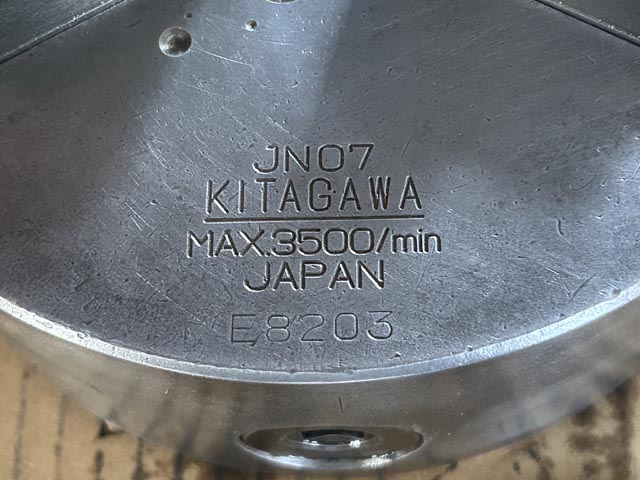 JN07
KITAGAWA
MAX.3500/min
JAPAN
E8203